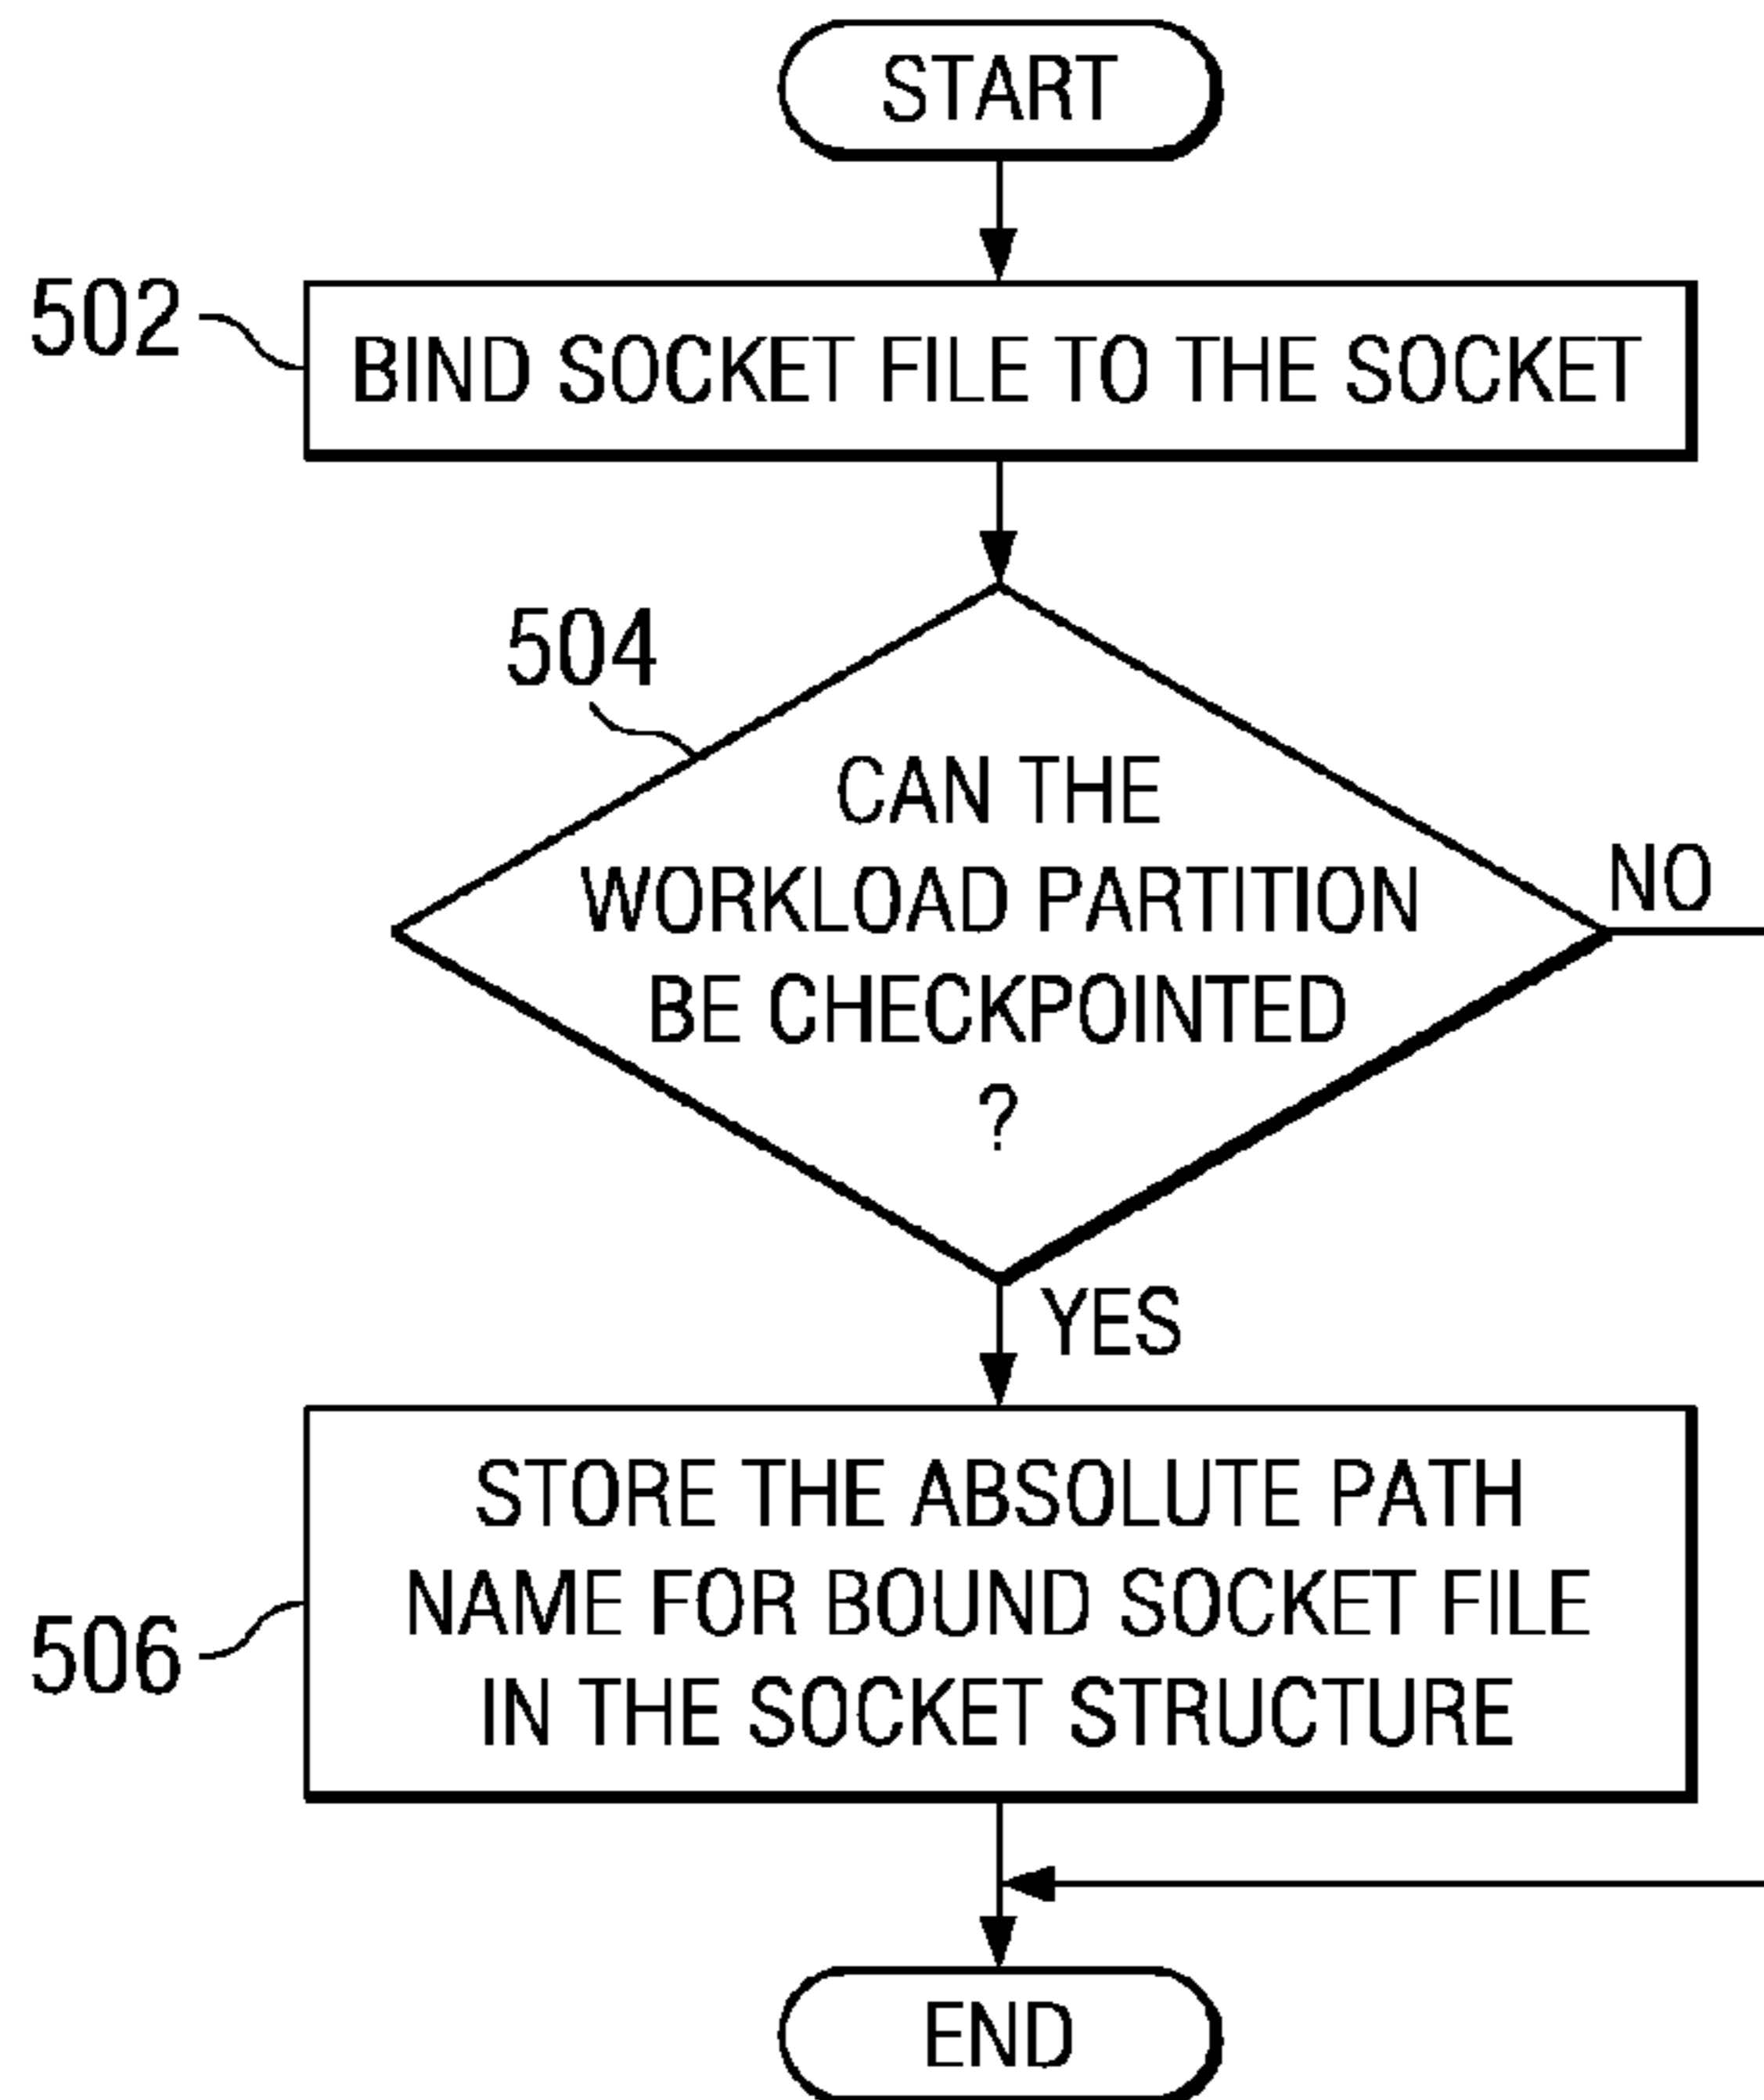 START
502
BIND SOCKET FILE TO THE SOCKET
504
CAN THE
WORKLOAD PARTITION
BE CHECKPOINTED
?
NO
YES
STORE THE ABSOLUTE PATH
NAME FOR BOUND SOCKET FILE
IN THE SOCKET STRUCTURE
506
END